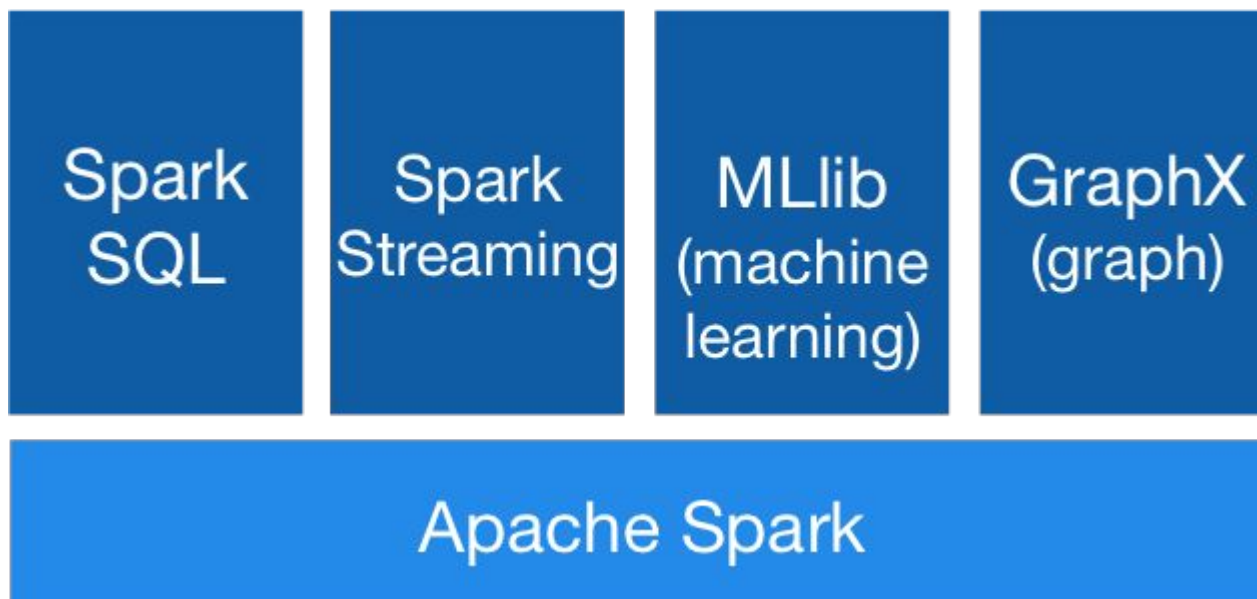 Spark
SQL
Spark
Streaming
MLlib
(machine
learning)
GraphX
(graph)
Apache Spark